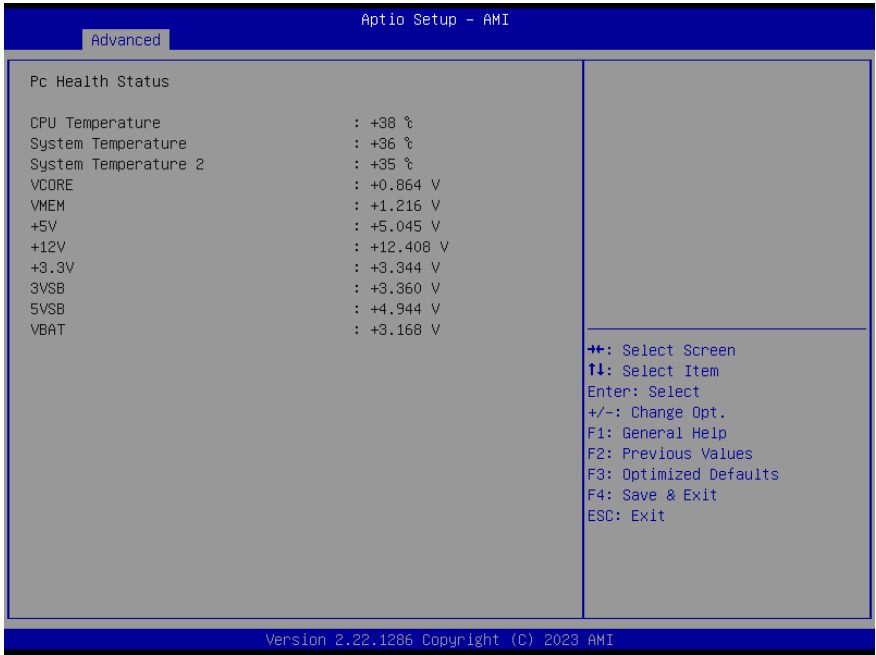 Aptio Setup - AMI
Advanced
Pc Health Status
CPU Temperature : +38 ℃
System Temperature : +36 ℃
System Temperature 2 : +35 ℃
VCORE : +0.864 V
VMEM : +1.216 V
+5V : +5.045 V
+12V : +12.408 V
+3.3V : +3.344 V
3VSB : +3.360 V
5VSB : +4.944 V
VBAT : +3.168 V
→←: Select Screen
↑↓: Select Item
Enter: Select
+/-: Change Opt.
F1: General Help
F2: Previous Values
F3: Optimized Defaults
F4: Save & Exit
ESC: Exit
Version 2.22.1286 Copyright (C) 2023 AMI